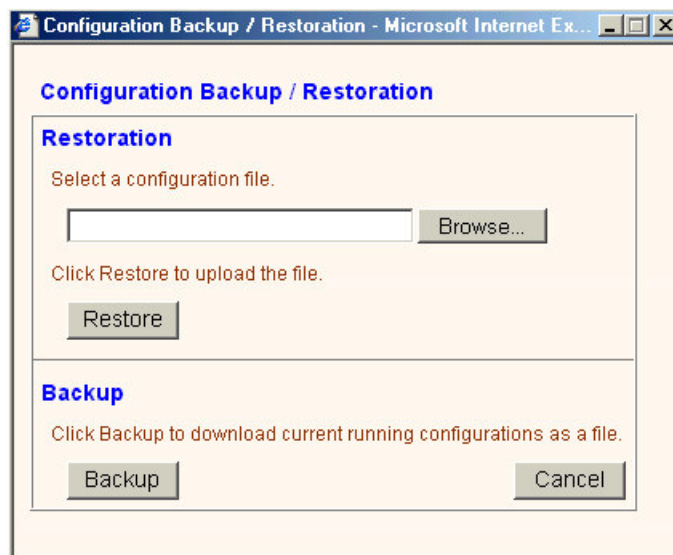 Configuration Backup / Restoration - Microsoft Internet Ex...
Configuration Backup / Restoration
Restoration
Select a configuration file.
Browse...
Click Restore to upload the file.
Restore
Backup
Click Backup to download current running configurations as a file.
Backup
Cancel